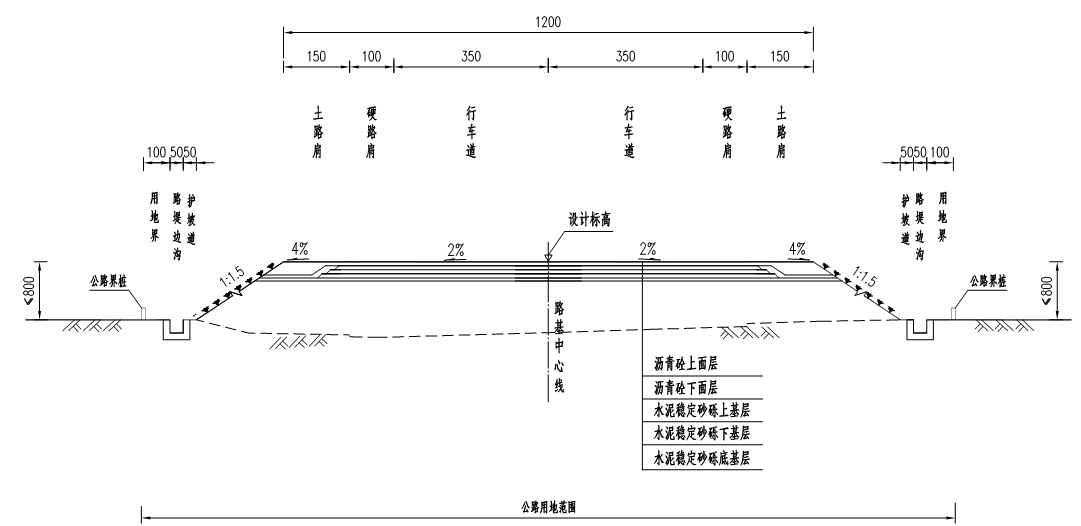 1200
150 100 350 350 100 150
土路肩
硬路肩
行车道
行车道
硬路肩
土路肩
100 50 50
50 50 100
用地界
路堤边沟
护坡道
护坡道
路堤边沟
用地界
设计标高
4% 2% 2% 4%
1:1.5
1:1.5
≤800
≤800
公路界桩
公路界桩
路基中心线
沥青砼上面层
沥青砼下面层
水泥稳定砂砾上基层
水泥稳定砂砾下基层
水泥稳定砂砾底基层
公路用地范围